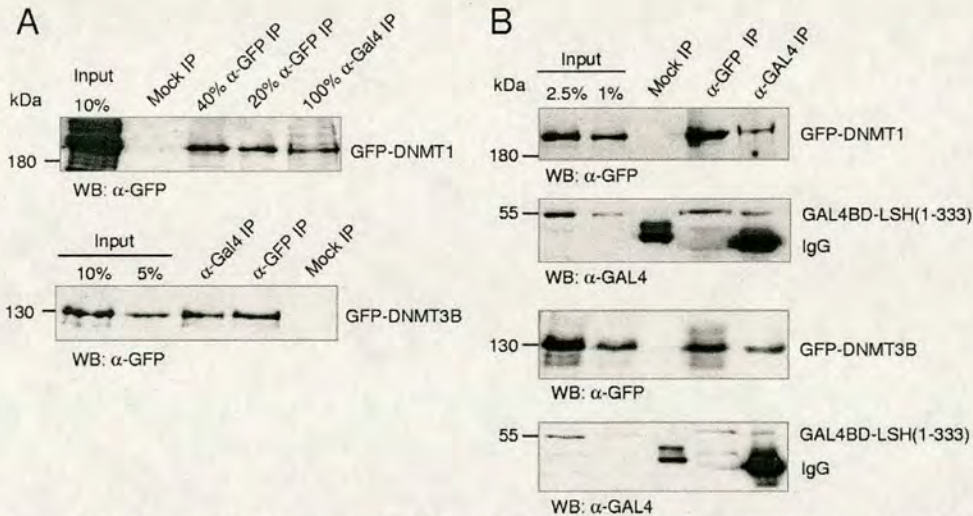 A
Input
10%
Mock IP
40% α-GFP IP
20% α-GFP IP
100% α-Gal4 IP
kDa
180
GFP-DNMT1
WB: α-GFP
Input
10% 5%
α-Gal4 IP
α-GFP IP
Mock IP
130
GFP-DNMT3B
WB: α-GFP
B
Input
2.5% 1%
Mock IP
α-GFP IP
α-GAL4 IP
kDa
180
GFP-DNMT1
WB: α-GFP
55
GAL4BD-LSH(1-333)
IgG
WB: α-GAL4
130
GFP-DNMT3B
WB: α-GFP
55
GAL4BD-LSH(1-333)
IgG
WB: α-GAL4